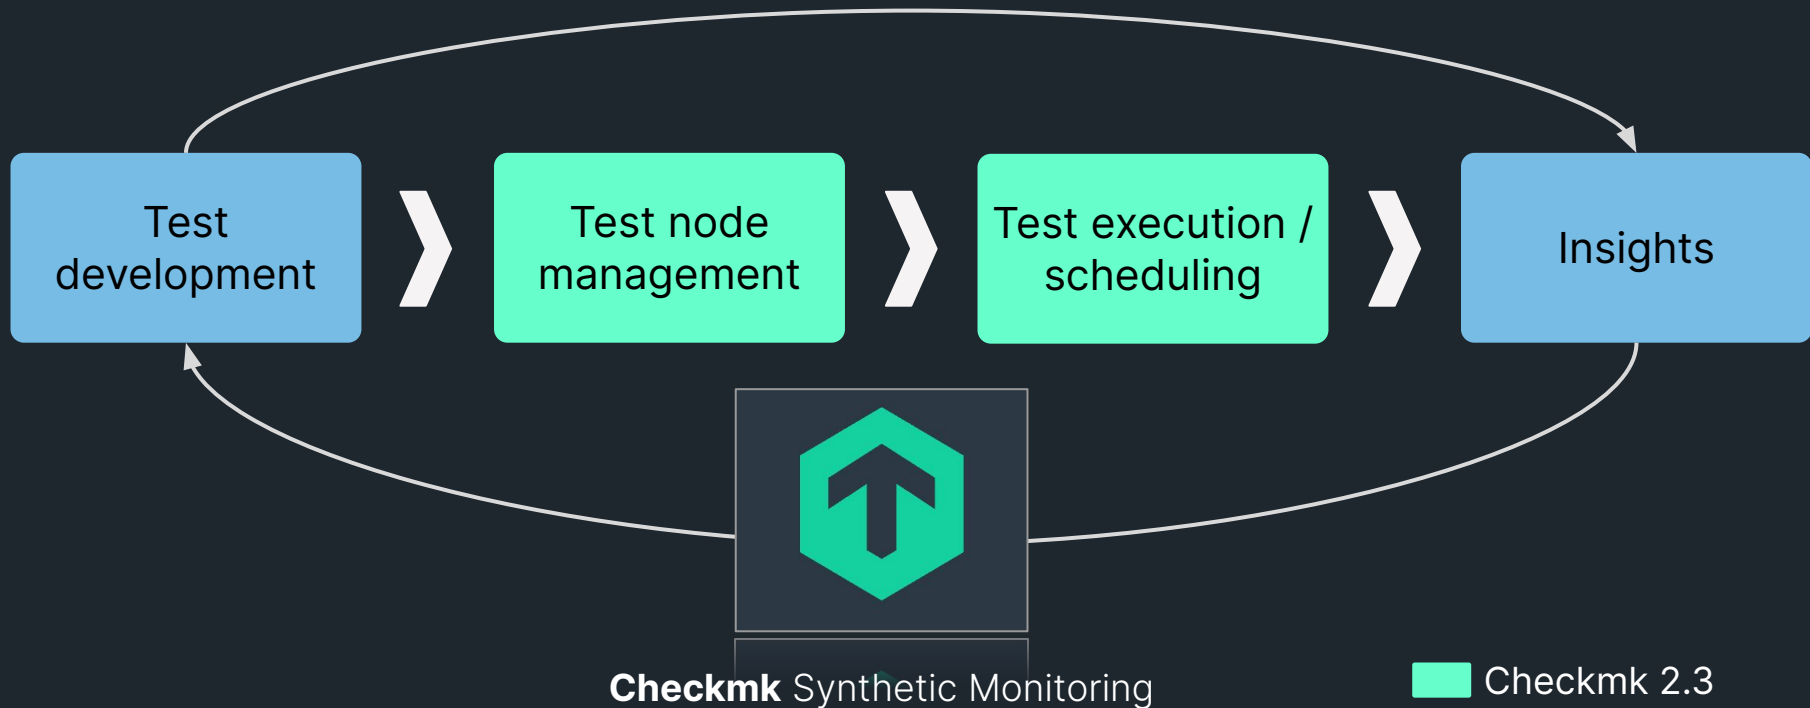 Test
development
Test node
management
Test execution /
scheduling
Insights
Checkmk Synthetic Monitoring
Checkmk 2.3